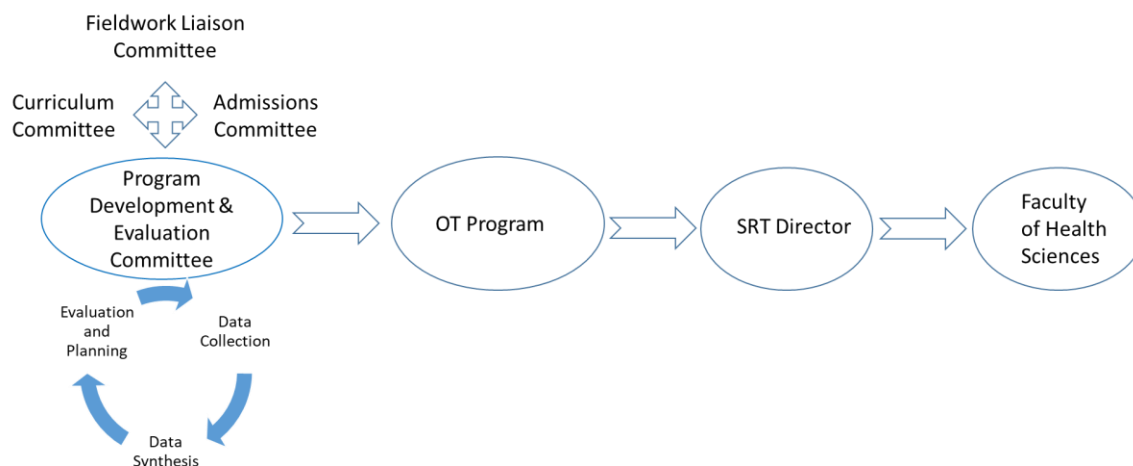 Fieldwork Liaison
Committee
Curriculum
Committee
Admissions
Committee
Program
Development &
Evaluation
Committee
OT Program
SRT Director
Faculty
of Health
Sciences
Evaluation
and
Planning
Data
Collection
Data
Synthesis